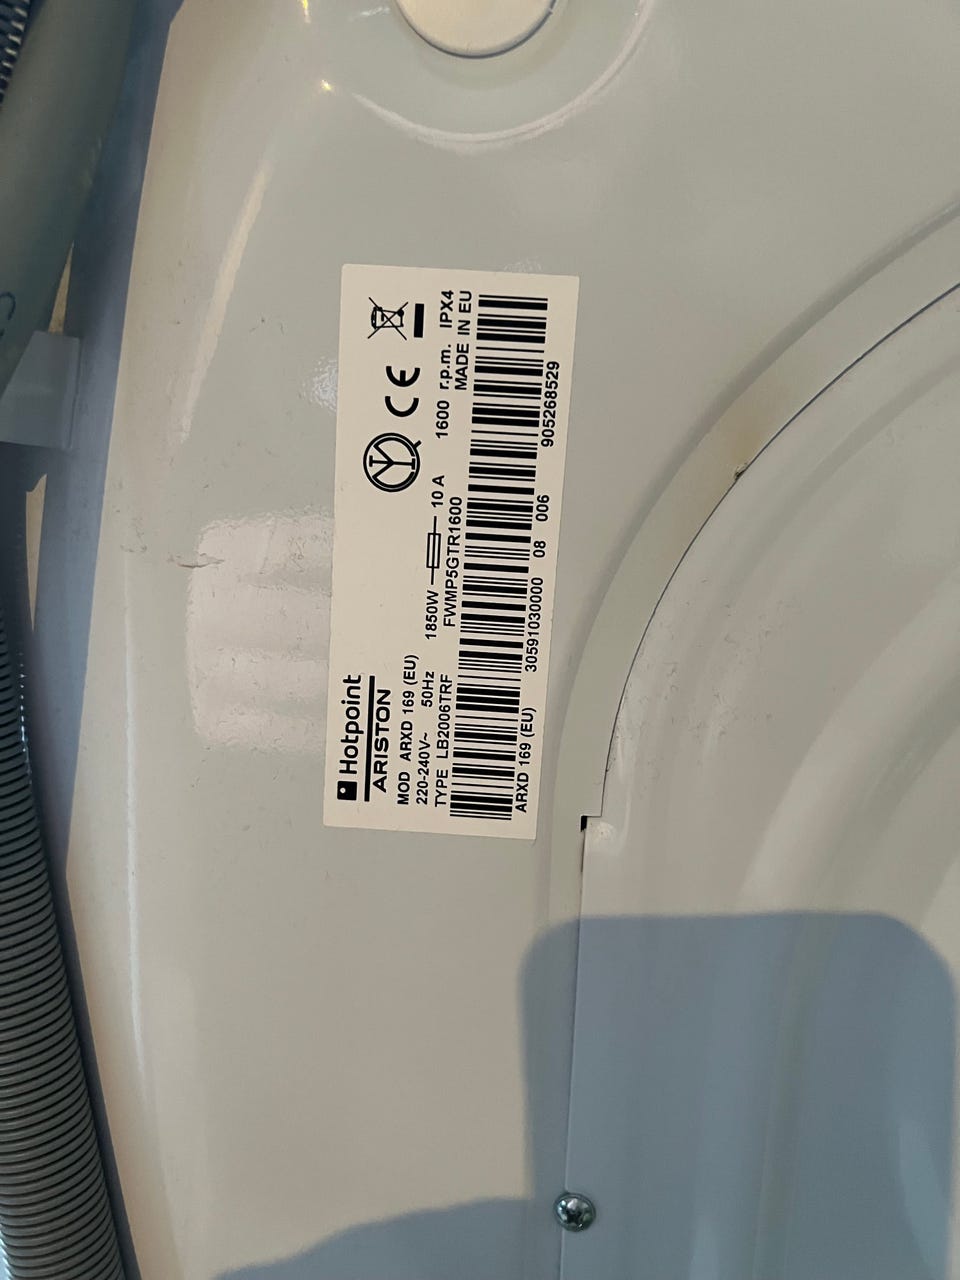 Hotpoint
ARISTON
MOD ARXD 169 (EU)
220-240V~ 50Hz 1850W 10 A 1600 r.p.m. IPX4
TYPE LB2006TRF FWMP5GTR1600 MADE IN EU
ARXD 169 (EU) 30591030000 08 006 905268529